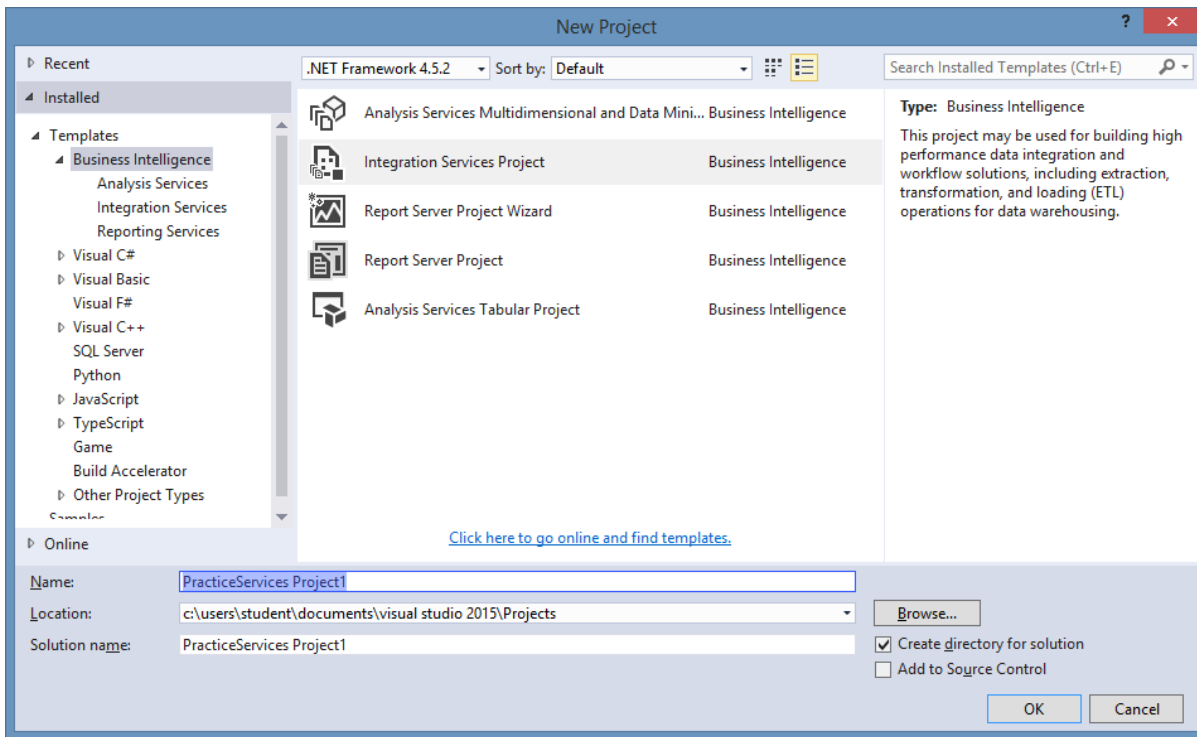 New Project
?
Recent
.NET Framework 4.5.2 Sort by: Default
Search Installed Templates (Ctrl+E)
Installed
Templates
Business Intelligence
Analysis Services
Integration Services
Reporting Services
Visual C#
Visual Basic
Visual F#
Visual C++
SQL Server
Python
JavaScript
TypeScript
Game
Build Accelerator
Other Project Types
Samples
Online
Analysis Services Multidimensional and Data Mini... Business Intelligence
Integration Services Project Business Intelligence
Report Server Project Wizard Business Intelligence
Report Server Project Business Intelligence
Analysis Services Tabular Project Business Intelligence
Click here to go online and find templates.
Type: Business Intelligence
This project may be used for building high
performance data integration and
workflow solutions, including extraction,
transformation, and loading (ETL)
operations for data warehousing.
Name: PracticeServices Project1
Location: c:\users\student\documents\visual studio 2015\Projects
Browse...
Solution name: PracticeServices Project1
Create directory for solution
Add to Source Control
OK Cancel